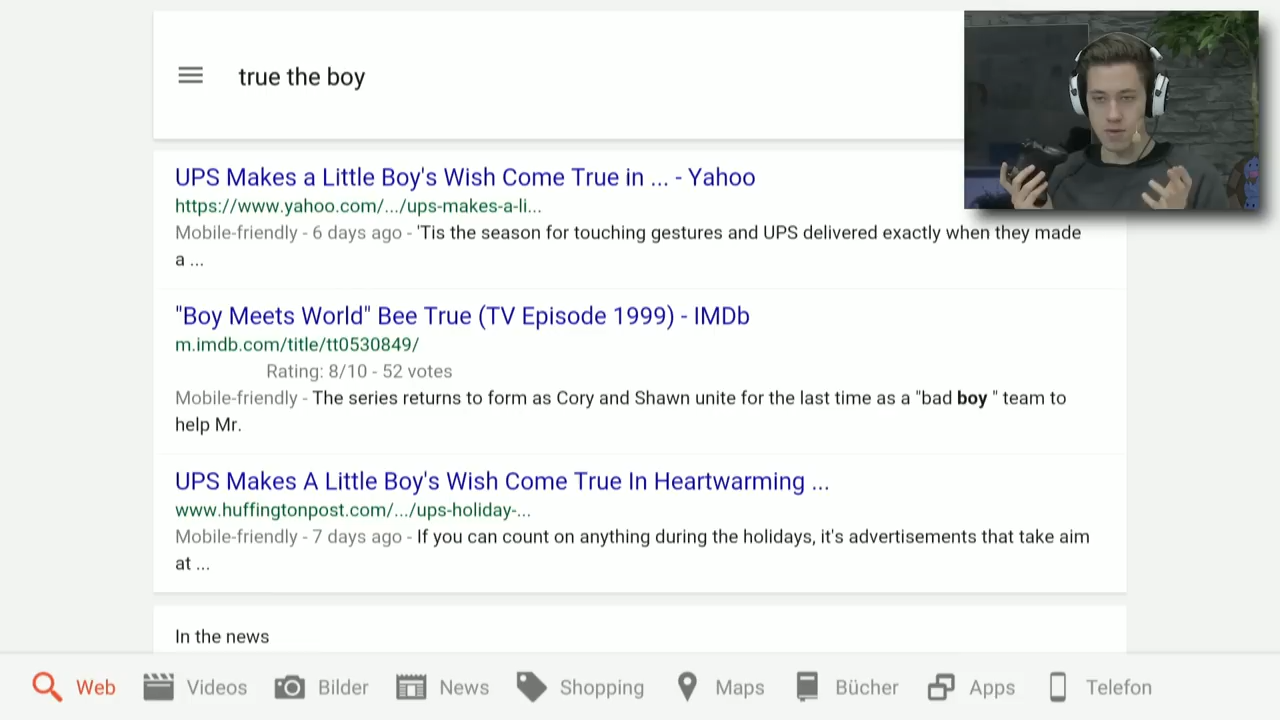 true the boy
UPS Makes a Little Boy's Wish Come True in ... - Yahoo
https://www.yahoo.com/.../ups-makes-a-li...
Mobile-friendly - 6 days ago - 'Tis the season for touching gestures and UPS delivered exactly when they made
a ...
"Boy Meets World" Bee True (TV Episode 1999) - IMDb
m.imdb.com/title/tt0530849/
Rating: 8/10 - 52 votes
Mobile-friendly - The series returns to form as Cory and Shawn unite for the last time as a "bad boy " team to
help Mr.
UPS Makes A Little Boy's Wish Come True In Heartwarming ...
www.huffingtonpost.com/.../ups-holiday-...
Mobile-friendly - 7 days ago - If you can count on anything during the holidays, it's advertisements that take aim
at ...
In the news
Web Videos Bilder News Shopping Maps Bücher Apps Telefon